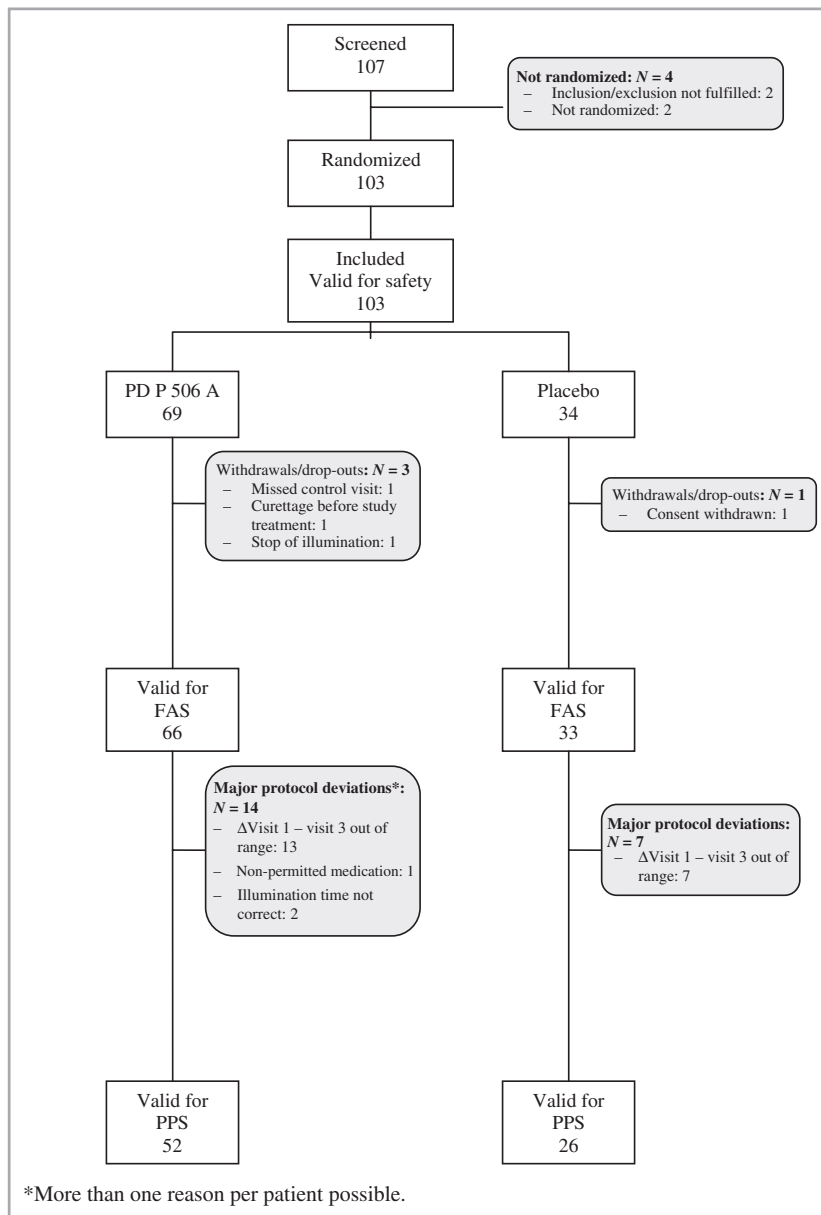 Screened
107
Not randomized: N = 4
– Inclusion/exclusion not fulfilled: 2
– Not randomized: 2
Randomized
103
Included
Valid for safety
103
PD P 506 A
69
Placebo
34
Withdrawals/drop-outs: N = 3
– Missed control visit: 1
– Curettage before study
treatment: 1
– Stop of illumination: 1
Withdrawals/drop-outs: N = 1
– Consent withdrawn: 1
Valid for
FAS
66
Valid for
FAS
33
Major protocol deviations*:
N = 14
– ΔVisit 1 – visit 3 out of
range: 13
– Non-permitted medication: 1
– Illumination time not
correct: 2
Major protocol deviations:
N = 7
– ΔVisit 1 – visit 3 out of
range: 7
Valid for
PPS
52
Valid for
PPS
26
*More than one reason per patient possible.